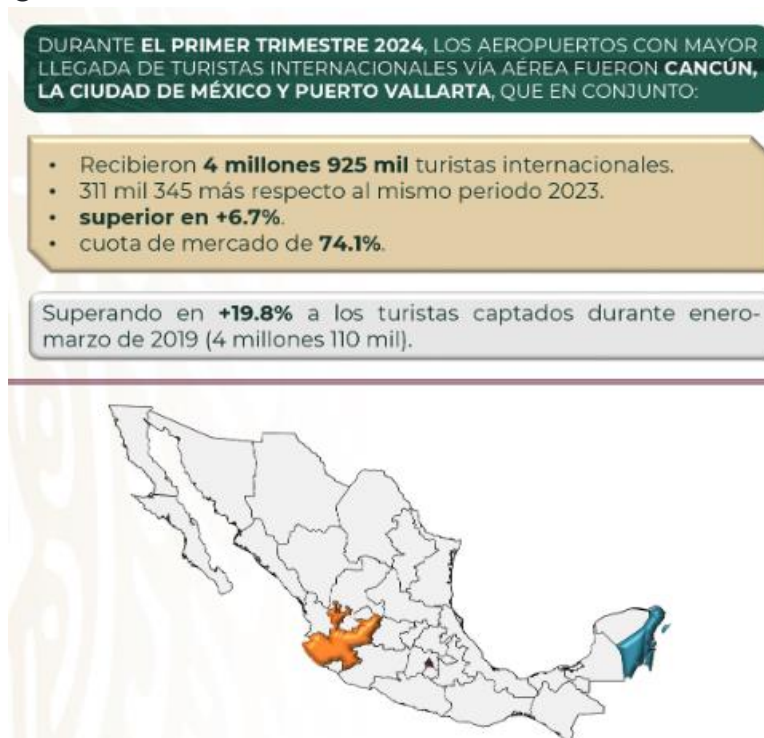 DURANTE EL PRIMER TRIMESTRE 2024, LOS AEROPUERTOS CON MAYOR
LLEGADA DE TURISTAS INTERNACIONALES VÍA AÉREA FUERON CANCÚN,
LA CIUDAD DE MÉXICO Y PUERTO VALLARTA, QUE EN CONJUNTO:
• Recibieron 4 millones 925 mil turistas internacionales.
• 311 mil 345 más respecto al mismo periodo 2023.
• superior en +6.7%.
• cuota de mercado de 74.1%.
Superando en +19.8% a los turistas captados durante enero-
marzo de 2019 (4 millones 110 mil).